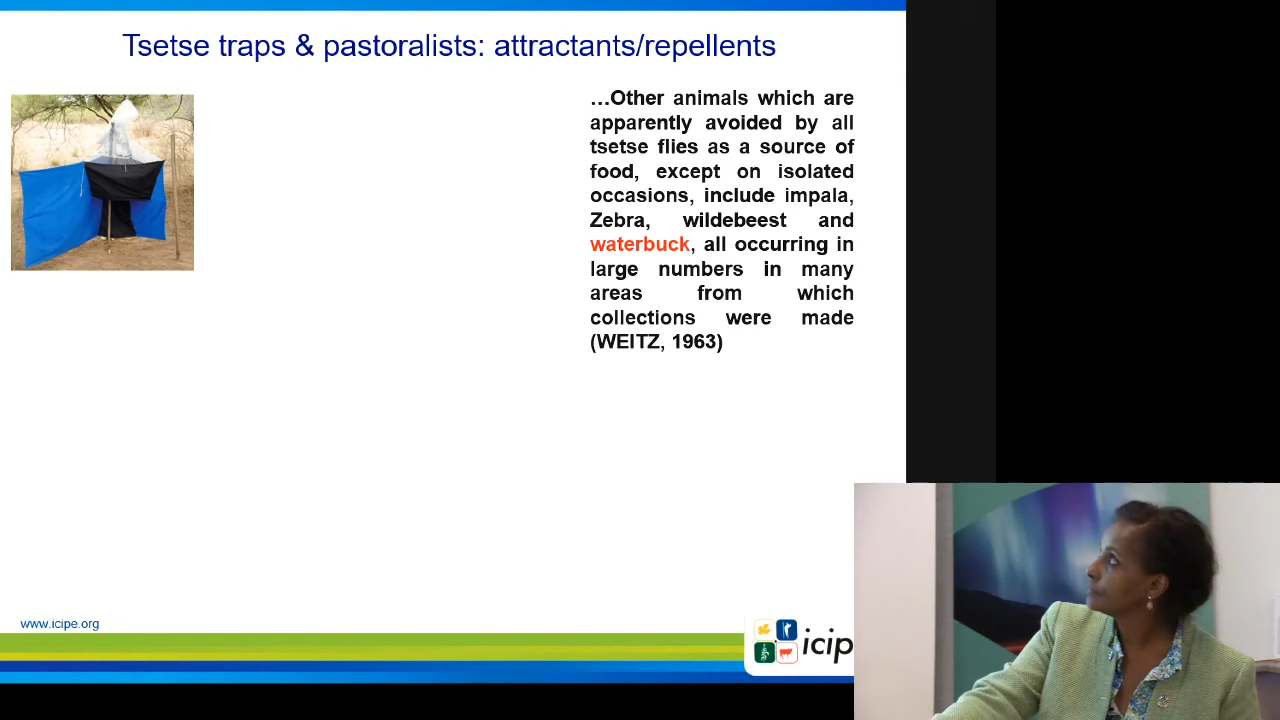 Tsetse traps & pastoralists: attractants/repellents
…Other animals which are
apparently avoided by all
tsetse flies as a source of
food, except on isolated
occasions, include impala,
Zebra, wildebeest and
waterbuck, all occurring in
large numbers in many
areas from which
collections were made
(WEITZ, 1963)
www.icipe.org
icip